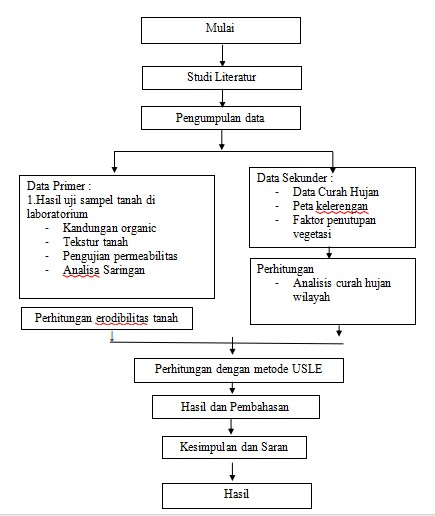 Mulai
Studi Literatur
Pengumpulan data
Data Primer :
1.Hasil uji sampel tanah di
laboratorium
- Kandungan organic
- Tekstur tanah
- Pengujian permeabilitas
- Analisa Saringan
Perhitungan erodibilitas tanah
Data Sekunder :
- Data Curah Hujan
- Peta kelerengan
- Faktor penutupan
vegetasi
Perhitungan
- Analisis curah hujan
wilayah
Perhitungan dengan metode USLE
Hasil dan Pembahasan
Kesimpulan dan Saran
Hasil